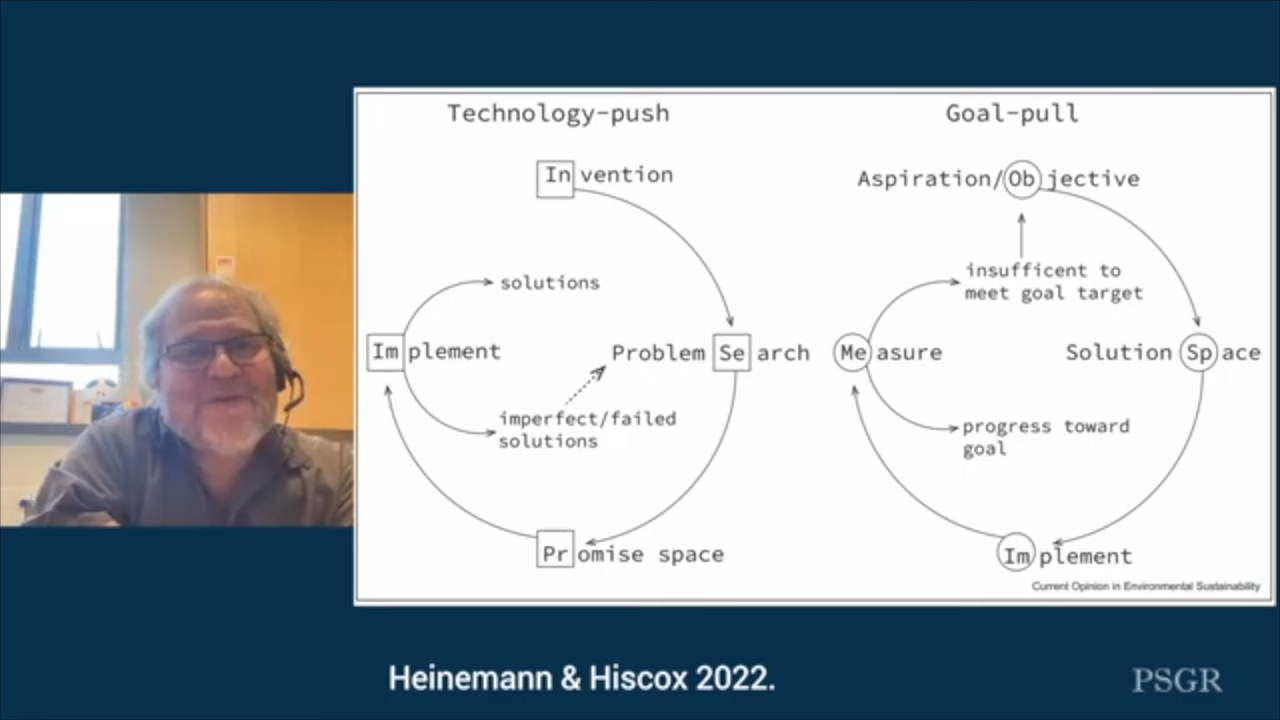 Technology-push
Invention
solutions
Implement
Problem Search
imperfect/failed
solutions
Promise space
Goal-pull
Aspiration/Objective
insufficent to
meet goal target
Measure
Solution Space
progress toward
goal
Implement
Current Opinion in Environmental Sustainability
Heinemann & Hiscox 2022.
PSGR